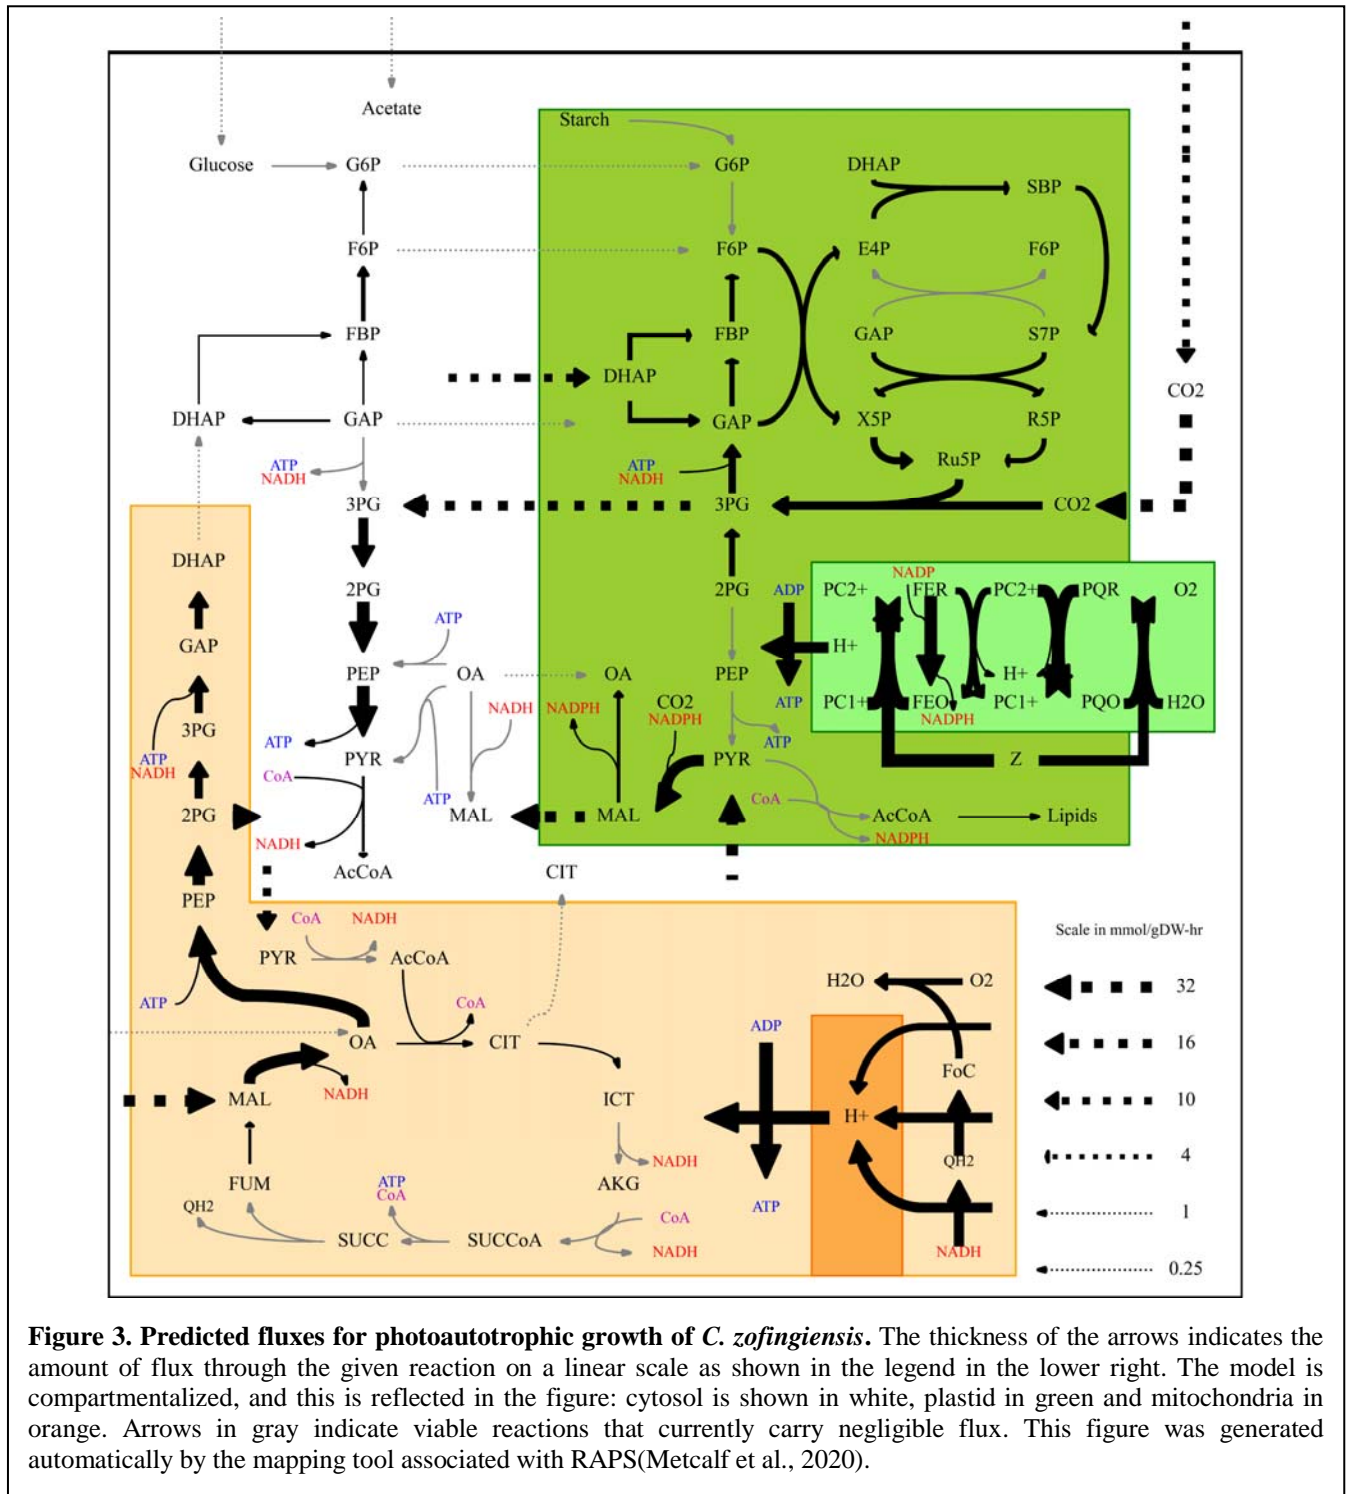 Acetate
Starch
Glucose G6P G6P DHAP SBP
F6P F6P E4P F6P
FBP DHAP FBP GAP S7P
CO2
DHAP GAP GAP X5P R5P
ATP
NADH
ATP
NADH
Ru5P
3PG 3PG CO2
DHAP
2PG 2PG ADP PC2+ NADP FER PC2+ PQR O2
ATP
GAP H+
PEP OA OA PEP H+
3PG NADH NADPH CO2
NADPH
ATP PC1+ FEO PC1+ PQO H2O
NADPH
ATP
NADH
ATP PYR ATP PYR Z
CoA
2PG ATP MAL MAL CoA AcCoA Lipids
NADH NADPH
AcCoA CIT
PEP
CoA NADH
PYR AcCoA
Scale in mmol/gDW-hr
H2O O2
32
ATP CoA
ADP
OA CIT
16
FoC
NADH
MAL ICT H+
10
QH2
NADH
4
FUM AKG
ATP
CoA
QH2 ATP
CoA
1
SUCC SUCCoA
NADH NADH
0.25
Figure 3. Predicted fluxes for photoautotrophic growth of C. zofingiensis. The thickness of the arrows indicates the
amount of flux through the given reaction on a linear scale as shown in the legend in the lower right. The model is
compartmentalized, and this is reflected in the figure: cytosol is shown in white, plastid in green and mitochondria in
orange. Arrows in gray indicate viable reactions that currently carry negligible flux. This figure was generated
automatically by the mapping tool associated with RAPS(Metcalf et al., 2020).